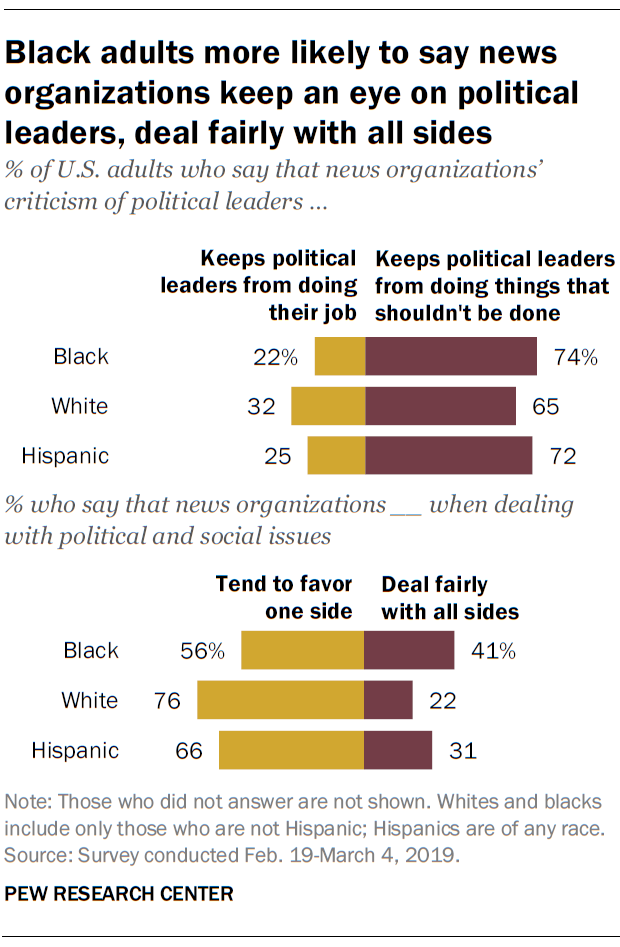 Black adults more likely to say news
organizations keep an eye on political
leaders, deal fairly with all sides
% of U.S. adults who say that news organizations’
criticism of political leaders ...
Keeps political
leaders from doing
their job
Keeps political leaders
from doing things that
shouldn't be done
Black 22% 74%
White 32 65
Hispanic 25 72
% who say that news organizations __ when dealing
with political and social issues
Tend to favor
one side
Deal fairly
with all sides
Black 56% 41%
White 76 22
Hispanic 66 31
Note: Those who did not answer are not shown. Whites and blacks
include only those who are not Hispanic; Hispanics are of any race.
Source: Survey conducted Feb. 19-March 4, 2019.
PEW RESEARCH CENTER